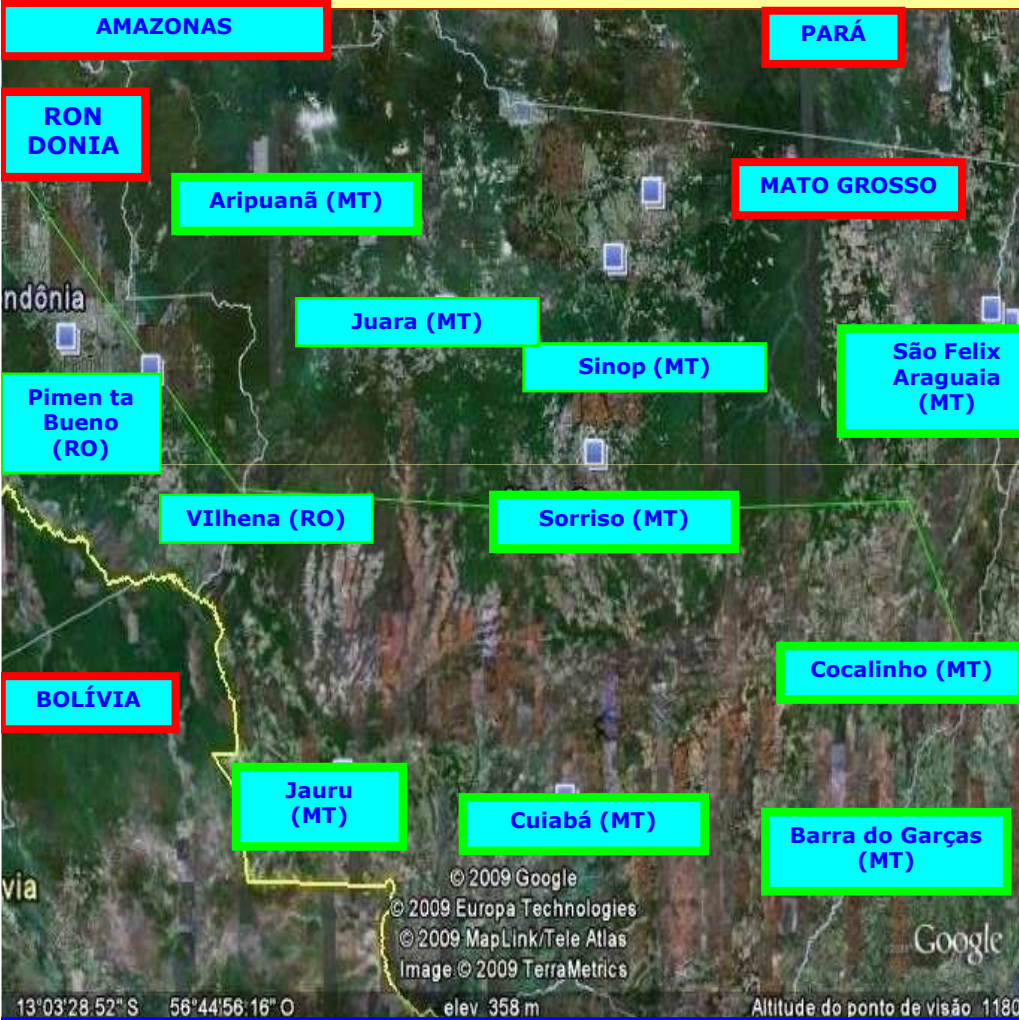 AMAZONAS
PARÁ
RON
DONIA
MATO GROSSO
Aripuanã (MT)
ndônia
Juara (MT)
Sinop (MT)
São Felix
Araguaia
(MT)
Pimen ta
Bueno
(RO)
VIlhena (RO)
Sorriso (MT)
Cocalinho (MT)
BOLÍVIA
Jauru
(MT)
Cuiabá (MT)
Barra do Garças
(MT)
via
© 2009 Google
© 2009 Europa Technologies
© 2009 MapLink/Tele Atlas
Image © 2009 TerraMetrics
Google
13°03'28.52" S 56°44'56.16" O elev 358 m Altitude do ponto de visão 1180